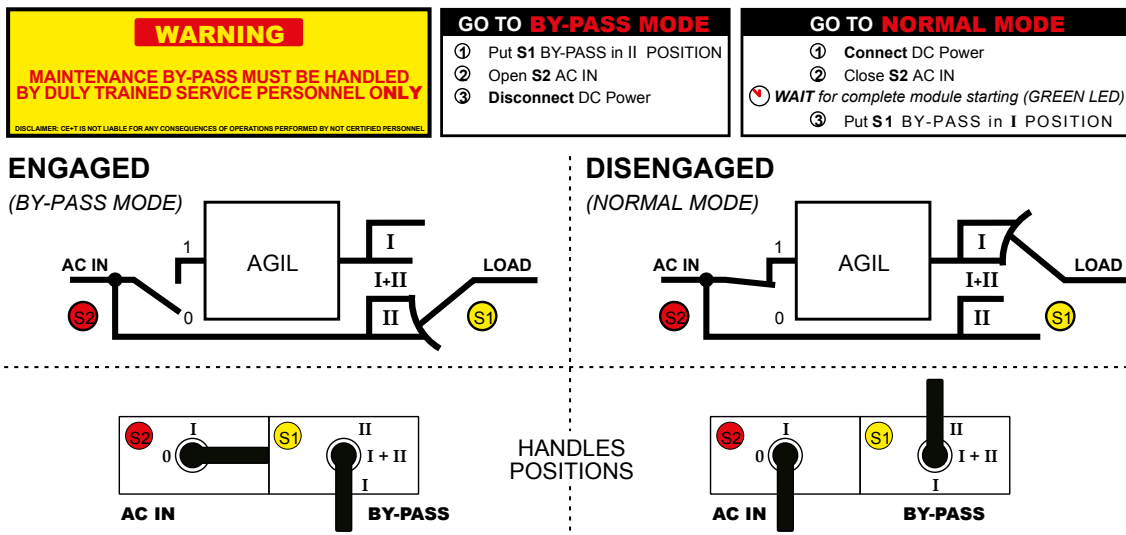 WARNING
MAINTENANCE BY-PASS MUST BE HANDLED
BY DULY TRAINED SERVICE PERSONNEL ONLY
DISCLAIMER: CE+T IS NOT LIABLE FOR ANY CONSEQUENCES OF OPERATIONS PERFORMED BY NOT CERTIFIED PERSONNEL
GO TO BY-PASS MODE
① Put S1 BY-PASS in II POSITION
② Open S2 AC IN
③ Disconnect DC Power
GO TO NORMAL MODE
① Connect DC Power
② Close S2 AC IN
WAIT for complete module starting (GREEN LED)
③ Put S1 BY-PASS in I POSITION
ENGAGED
(BY-PASS MODE)
AC IN
1
AGIL
I
I+II
LOAD
S2
0
II
S1
DISENGAGED
(NORMAL MODE)
AC IN
1
AGIL
I
I+II
LOAD
S2
0
II
S1
S2
I
0
AC IN
S1
II
I + II
I
BY-PASS
HANDLES
POSITIONS
S2
I
0
AC IN
S1
II
I + II
I
BY-PASS